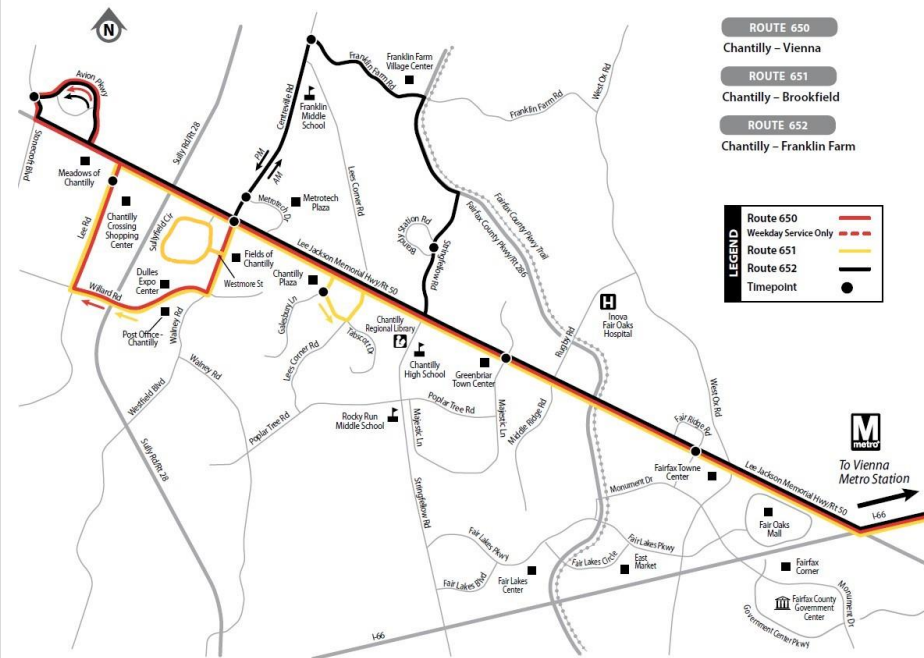 N
ROUTE 650
Chantilly – Vienna
ROUTE 651
Chantilly – Brookfield
ROUTE 652
Chantilly – Franklin Farm
LEGEND
Route 650
Weekday Service Only
Route 651
Route 652
Timepoint
Avion Pkwy
Stonecroft Blvd
Sully Rd/Rt 28
Centreville Rd
Franklin Farm Rd
Franklin Farm
Village Center
Franklin Farm Rd
West Ox Rd
Franklin
Middle
School
PM
AM
Lees Corner Rd
Meadows of
Chantilly
Metrotech
Plaza
Metrotech Dr
Chantilly
Crossing
Shopping
Center
Lee Rd
Sullyfield Cir
Fields of
Chantilly
Westmore St
Dulles
Expo
Center
Willard Rd
Post Office -
Chantilly
Walney Rd
Walney Rd
Westfield Blvd
Sully Rd/Rt 28
Lee Jackson Memorial Hwy/Rt 50
Chantilly
Plaza
Galesbury Ln
Tabscott Dr
Lees Corner Rd
Poplar Tree Rd
Brandy Station Rd
Stringfellow Rd
Fairfax County Pkwy Trail
Fairfax County Pkwy/Rt 286
Chantilly
Regional Library
Chantilly
High School
Greenbriar
Town Center
Poplar Tree Rd
Rocky Run
Middle School
Majestic Ln
Majestic Ln
Middle Ridge Rd
Rugby Rd
H
Inova
Fair Oaks
Hospital
West Ox Rd
Fair Ridge Rd
Fairfax Towne
Center
Monument Dr
Lee Jackson Memorial Hwy/Rt 50
M
metro
To Vienna
Metro Station
I-66
Fair Oaks
Mall
Stringfellow Rd
Fair Lakes Pkwy
Fair Lakes Blvd
Fair Lakes
Center
Fair Lakes Circle
East
Market
Fair Lakes Pkwy
Fairfax
Corner
Fairfax County
Government
Center
Monument Dr
Government Center Pkwy
I-66